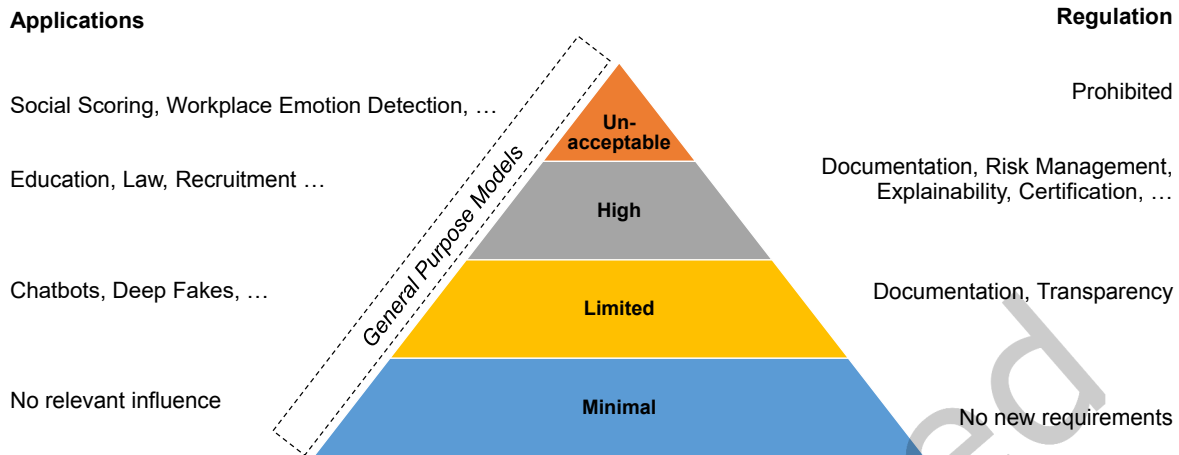 Applications
Regulation
Social Scoring, Workplace Emotion Detection, …
Prohibited
Un-
acceptable
Education, Law, Recruitment …
Documentation, Risk Management,
Explainability, Certification, …
High
General Purpose Models
Chatbots, Deep Fakes, …
Documentation, Transparency
Limited
No relevant influence
No new requirements
Minimal